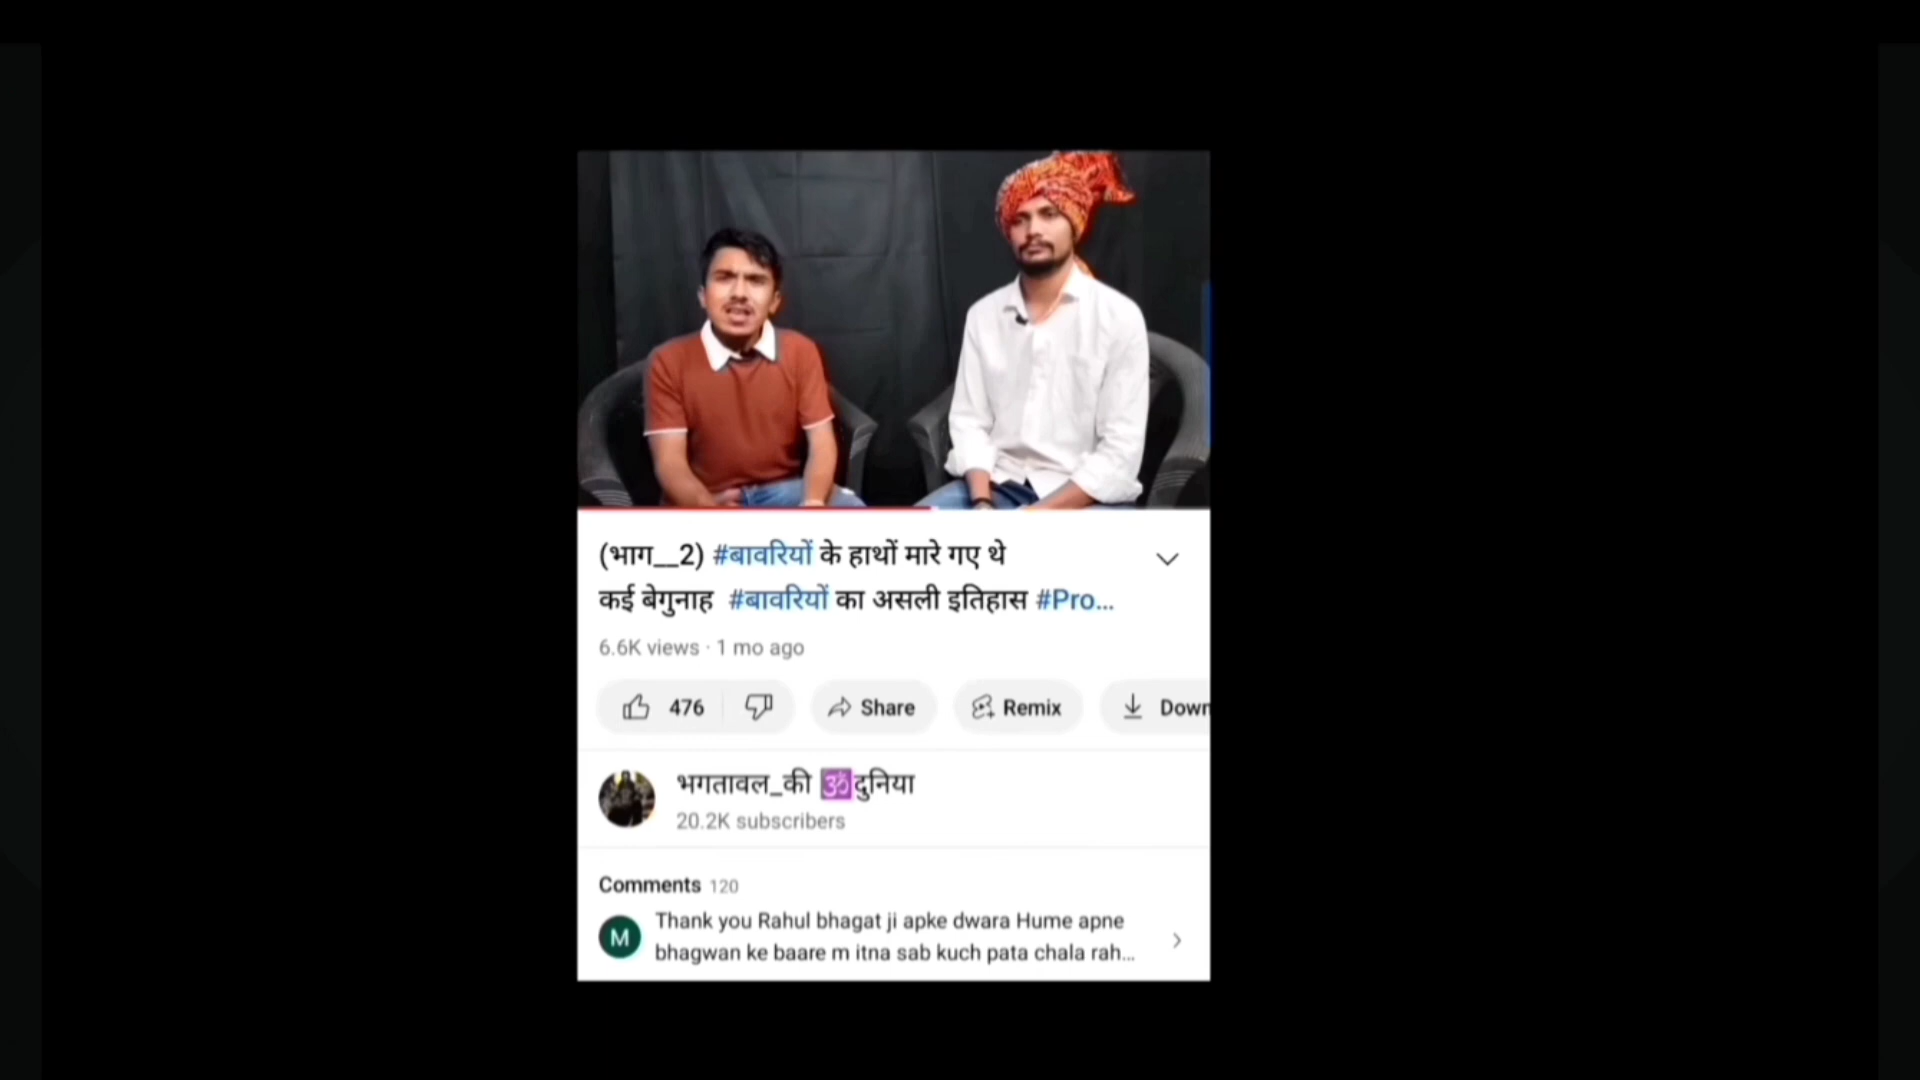 (भाग__2) #बावरियों के हाथों मारे गए थे
कई बेगुनाह #बावरियों का असली इतिहास #Pro...
6.6K views · 1 mo ago
476
Share
Remix
Down
भगतावल_की 🕉️दुनिया
20.2K subscribers
Comments 120
M
Thank you Rahul bhagat ji apke dwara Hume apne
bhagwan ke baare m itna sab kuch pata chala rah...